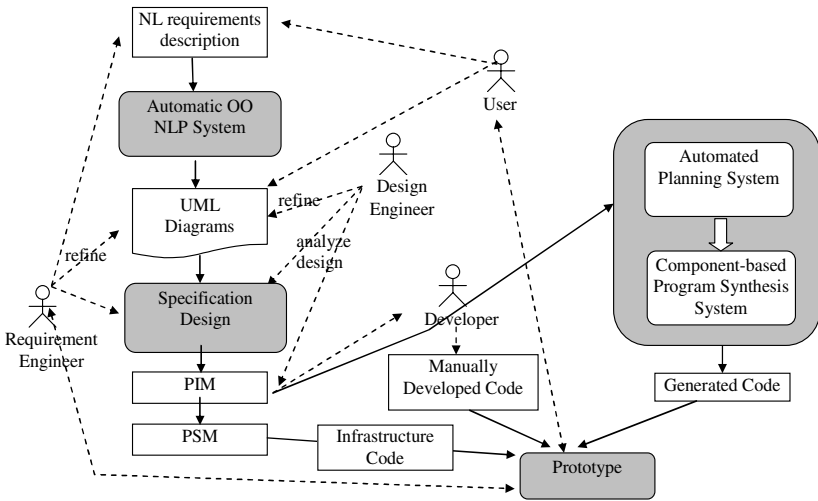 NL requirements
description
User
Automatic OO
NLP System
Automated
Planning System
Design
Engineer
UML
Diagrams
refine
refine
analyze
design
Component-based
Program Synthesis
System
Specification
Design
Requirement
Engineer
Developer
PIM
Manually
Developed Code
Generated Code
PSM
Infrastructure
Code
Prototype